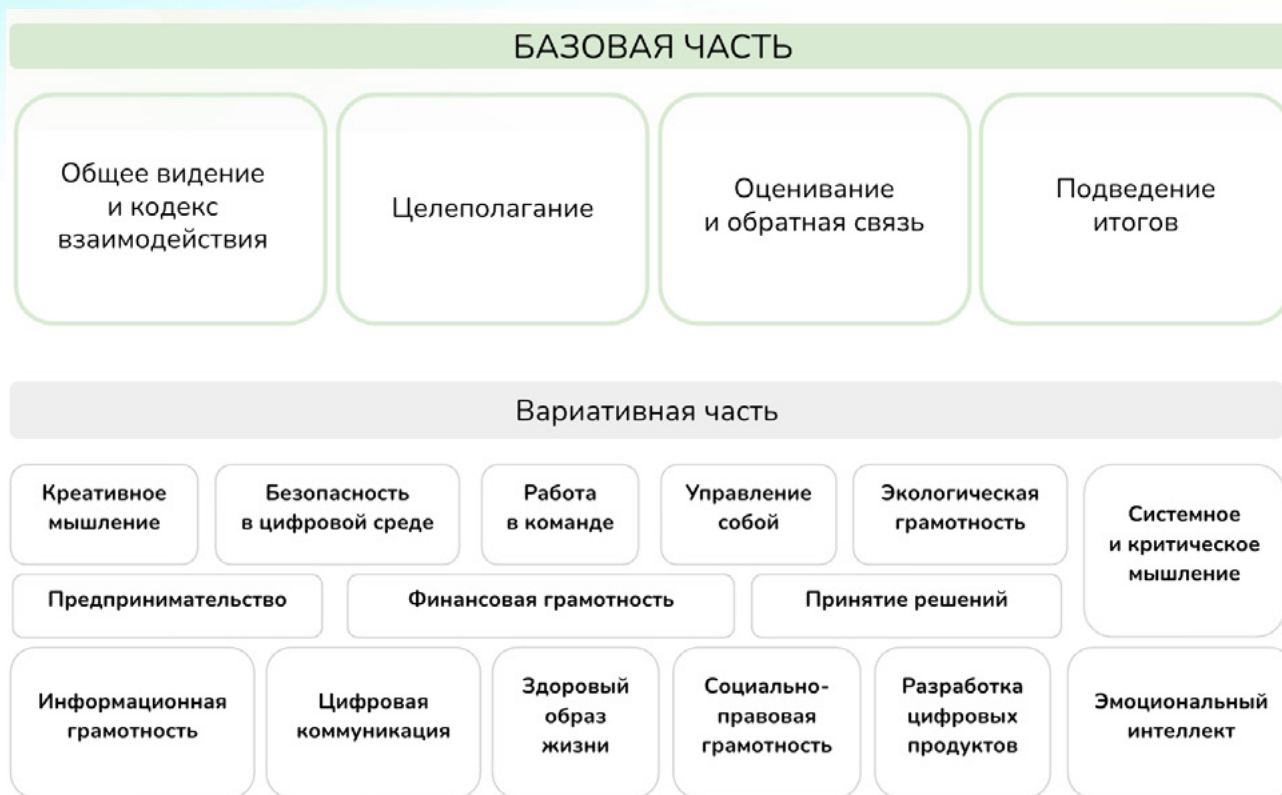 БАЗОВАЯ ЧАСТЬ
Общее видение
и кодекс
взаимодействия
Целеполагание
Оценивание
и обратная связь
Подведение
итогов
Вариативная часть
Креативное
мышление
Безопасность
в цифровой среде
Работа
в команде
Управление
собой
Экологическая
грамотность
Системное
и критическое
мышление
Предпринимательство
Финансовая грамотность
Принятие решений
Информационная
грамотность
Цифровая
коммуникация
Здоровый
образ
жизни
Социально-
правовая
грамотность
Разработка
цифровых
продуктов
Эмоциональный
интеллект